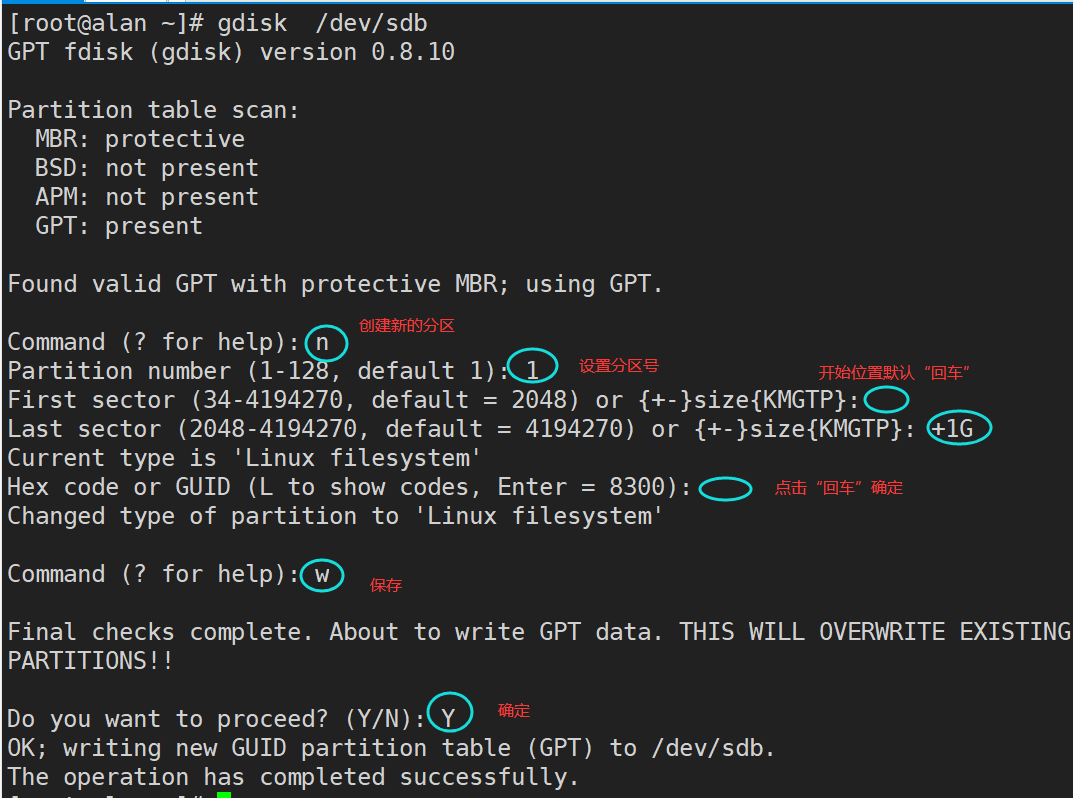 [root@alan ~]# gdisk  /dev/sdb
GPT fdisk (gdisk) version 0.8.10
Partition table scan:
MBR: protective
BSD: not present
APM: not present
GPT: present
Found valid GPT with protective MBR; using GPT.
创建新的分区
Command (? for help): n
设置分区号
Partition number (1-128, default 1): 1
开始位置默认“回车”
First sector (34-4194270, default = 2048) or {+-}size{KMGTP}:
Last sector (2048-4194270, default = 4194270) or {+-}size{KMGTP}: +1G
Current type is 'Linux filesystem'
Hex code or GUID (L to show codes, Enter = 8300): 点击“回车”确定
Changed type of partition to 'Linux filesystem'
Command (? for help): w
保存
Final checks complete. About to write GPT data. THIS WILL OVERWRITE EXISTING
PARTITIONS!!
Do you want to proceed? (Y/N): Y 确定
OK; writing new GUID partition table (GPT) to /dev/sdb.
The operation has completed successfully.